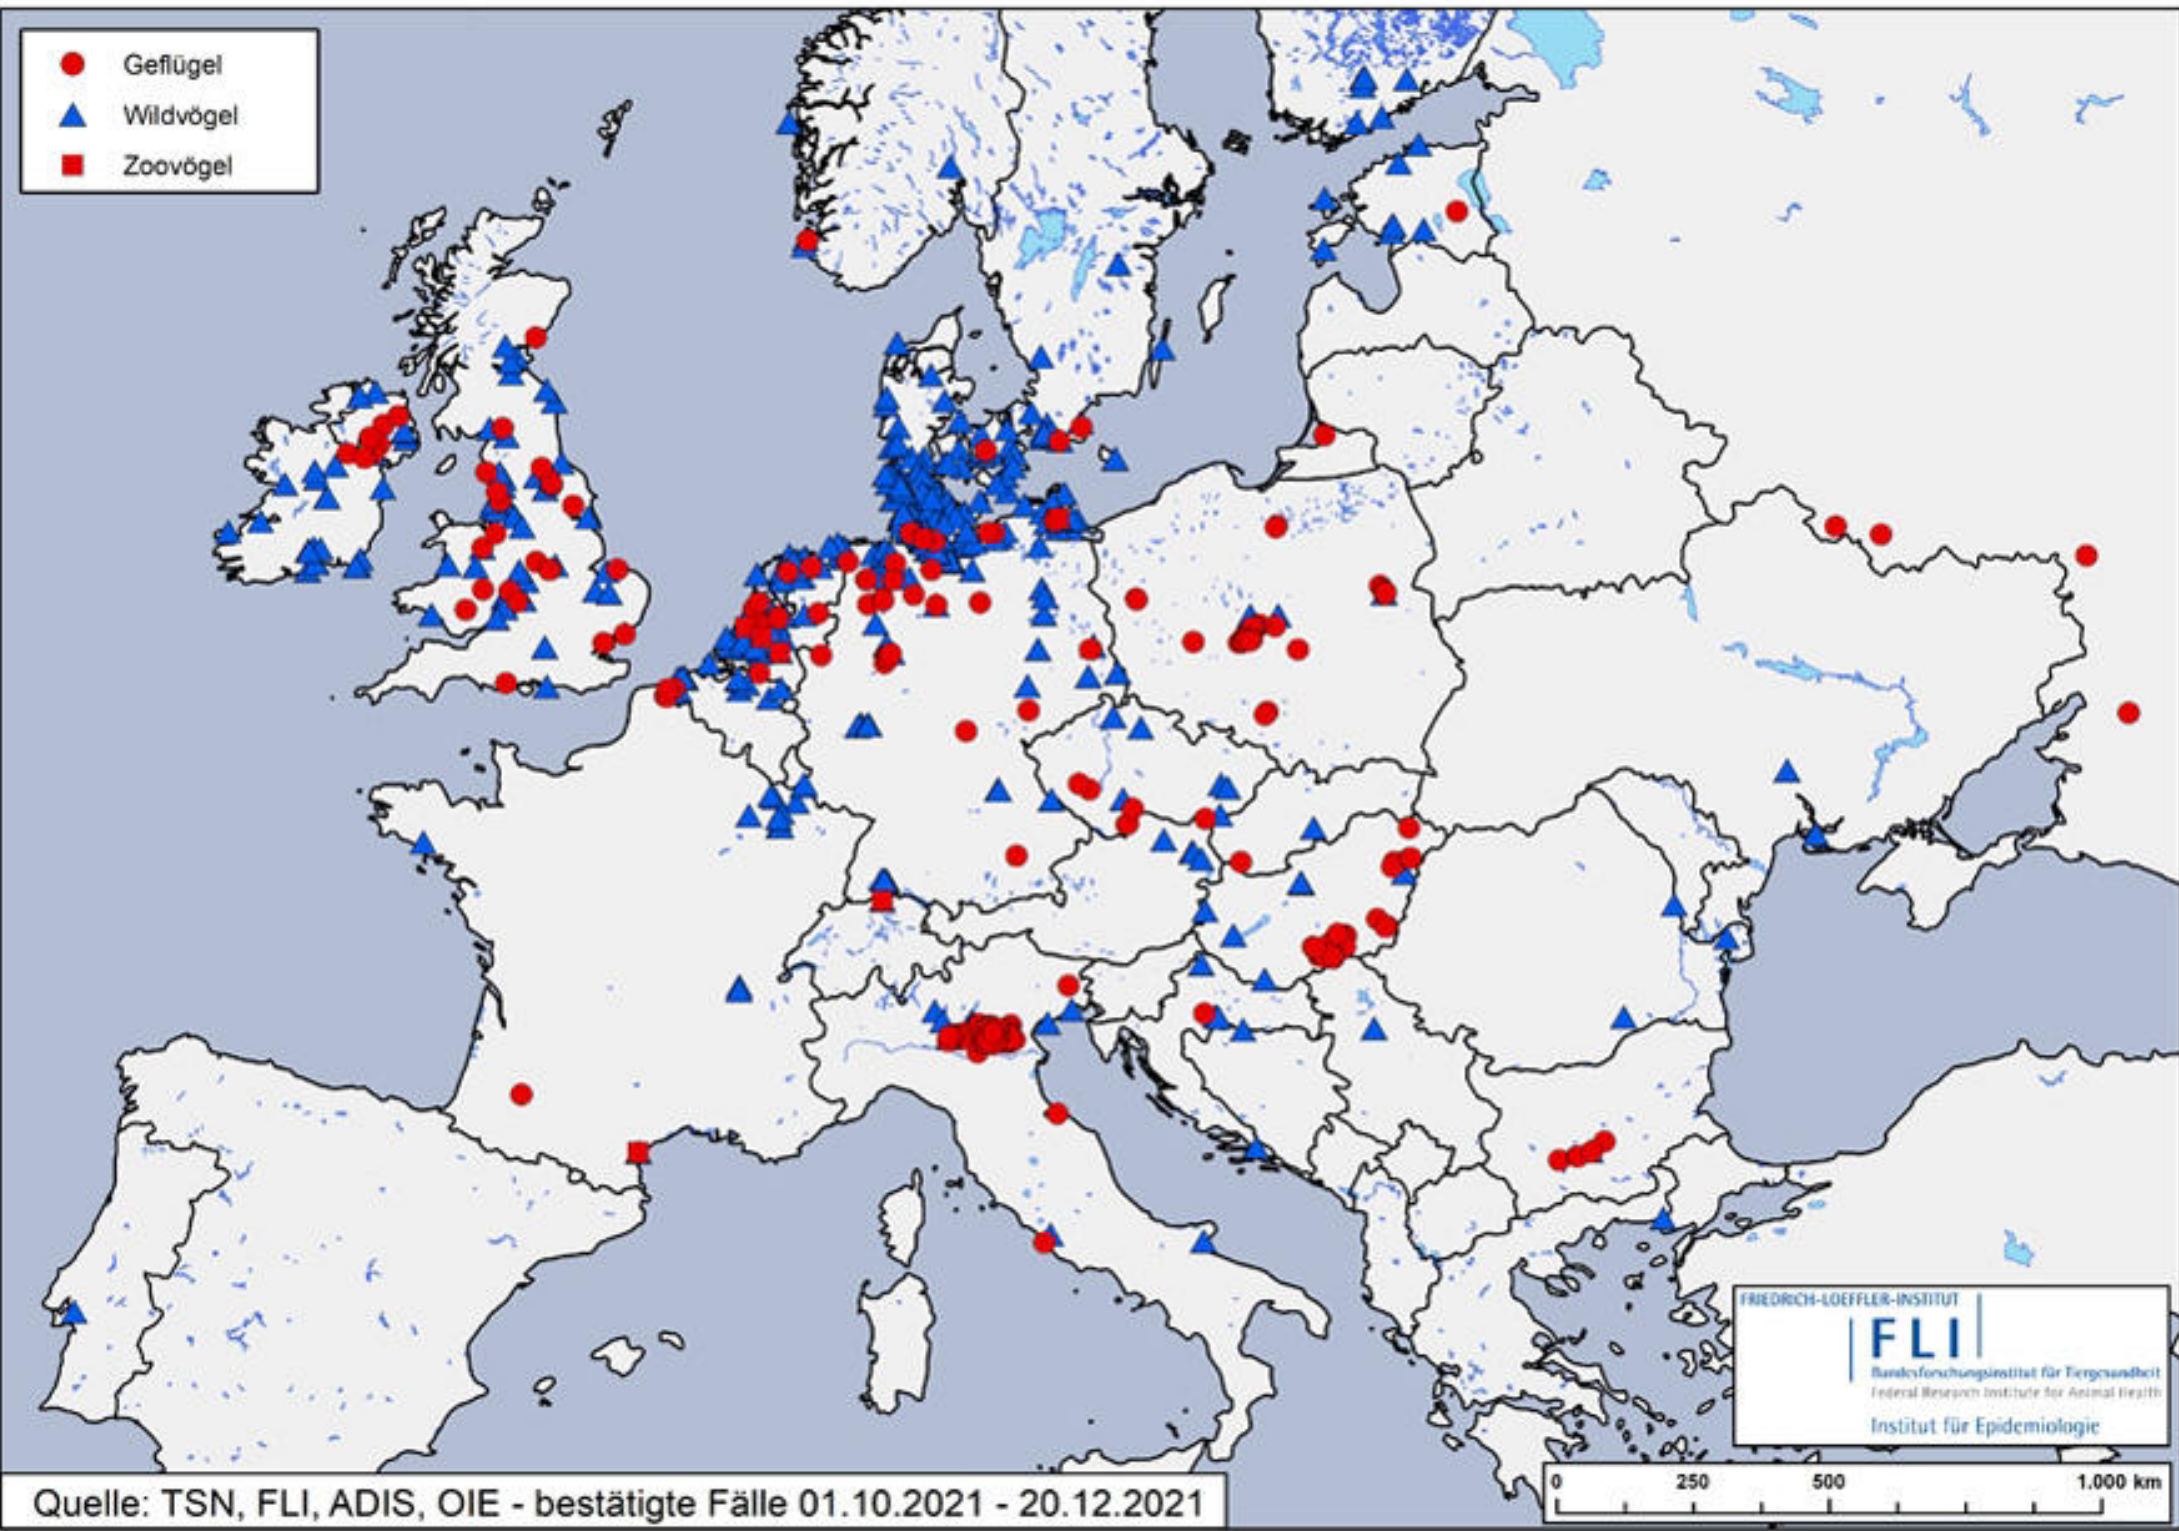 Geflügel
Wildvögel
Zoovögel
FRIEDRICH-LOEFFLER-INSTITUT
FLI
Bundesforschungsinstitut für Tiergesundheit
Federal Research Institute for Animal Health
Institut für Epidemiologie
0 250 500 1.000 km
Quelle: TSN, FLI, ADIS, OIE - bestätigte Fälle 01.10.2021 - 20.12.2021